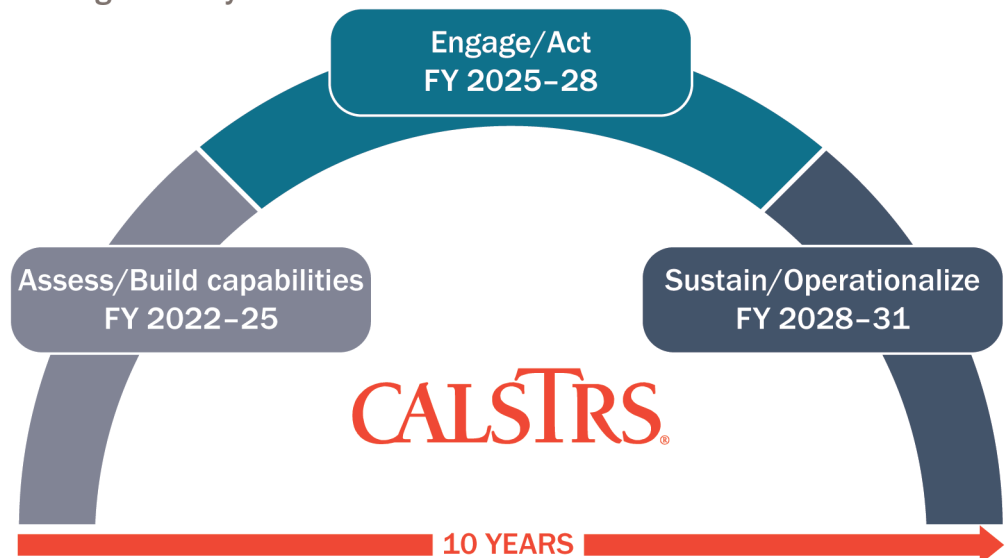 Engage/Act
FY 2025–28
Assess/Build capabilities
FY 2022–25
Sustain/Operationalize
FY 2028–31
CALSTRS®
10 YEARS